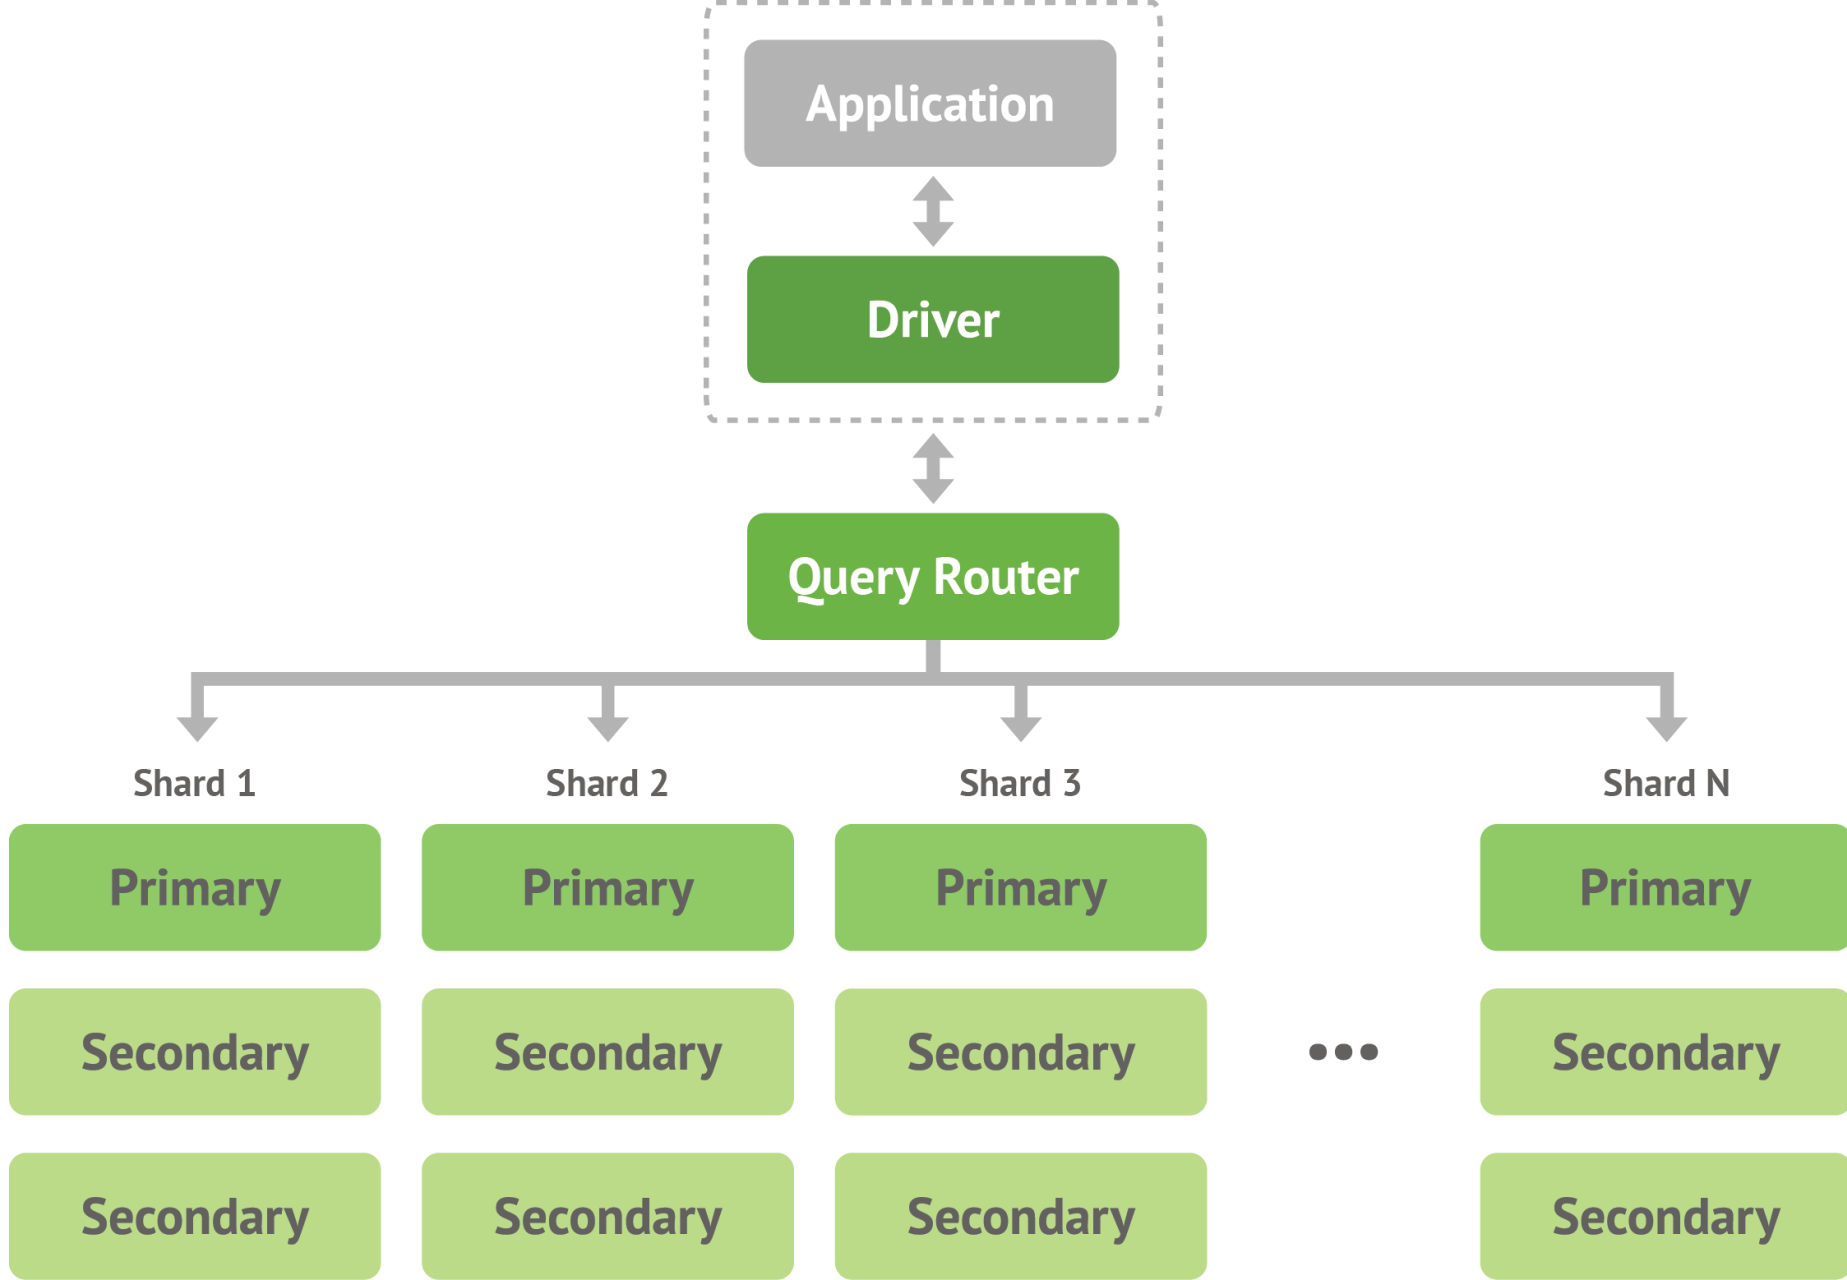 Application
Driver
Query Router
Shard 1
Shard 2
Shard 3
Shard N
Primary
Primary
Primary
Primary
Secondary
Secondary
Secondary
...
Secondary
Secondary
Secondary
Secondary
Secondary